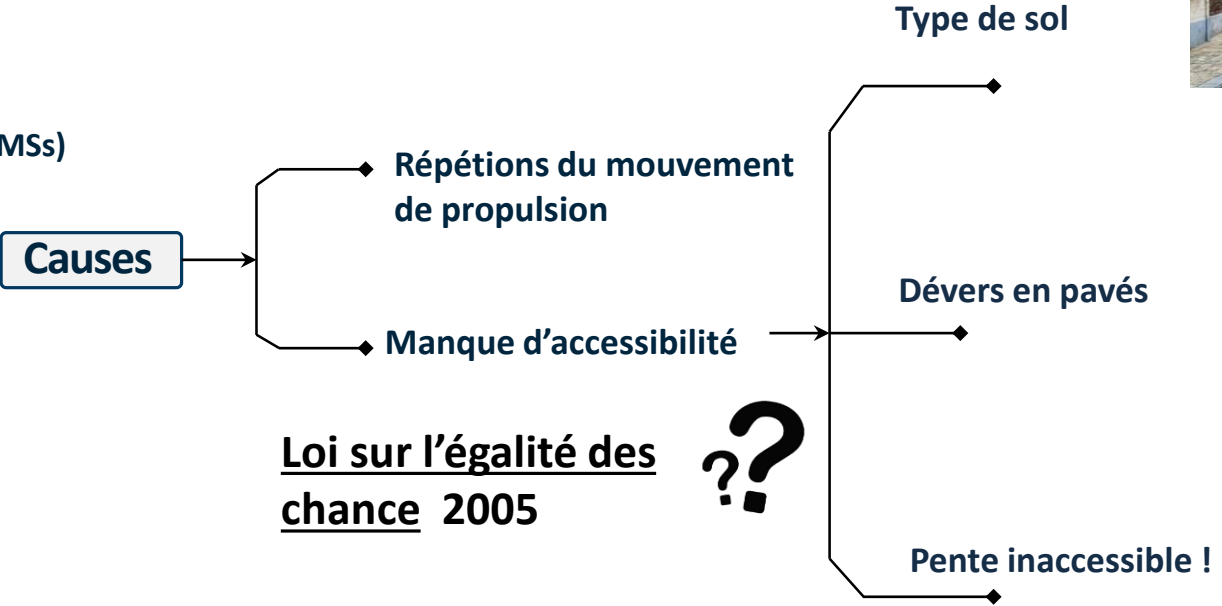 Type de sol
MSs)
Répétions du mouvement
de propulsion
Causes
Dévers en pavés
Manque d’accessibilité
Loi sur l’égalité des
chance 2005
??
Pente inaccessible !